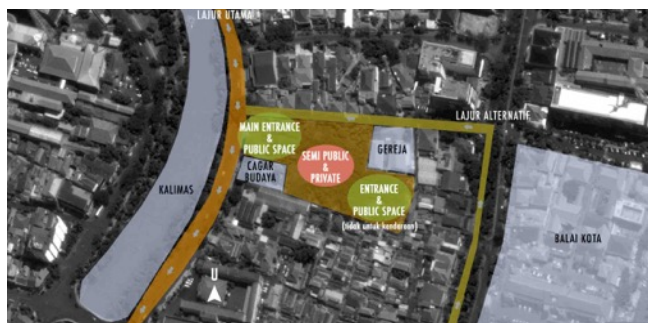 LAJUR UTAMA
LAJUR ALTERNATIF
MAIN ENTRANCE
&
PUBLIC SPACE
SEMI PUBLIC
&
PRIVATE
GEREJA
CAGAR
BUDAYA
KALIMAS
ENTRANCE
&
PUBLIC SPACE
(tidak untuk kendaraan)
BALAI KOTA
U